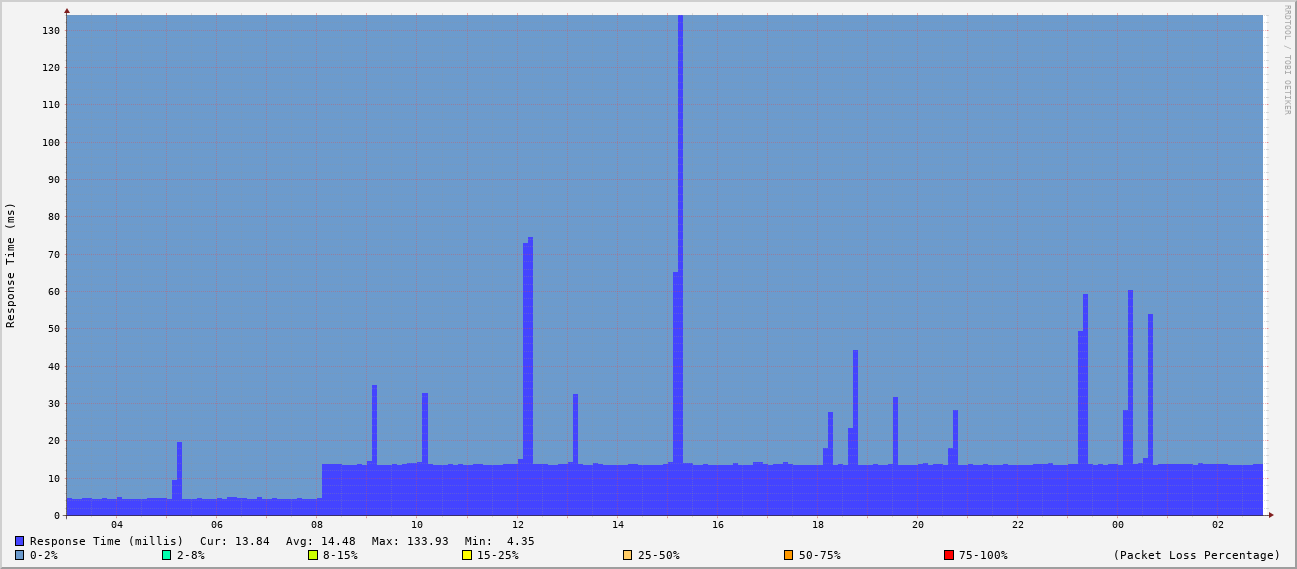 RRDTOOL / TOBI OETIKER
Response Time (ms)
130
120
110
100
90
80
70
60
50
40
30
20
10
0
04 06 08 10 12 14 16 18 20 22 00 02
Response Time (millis) Cur: 13.84 Avg: 14.48 Max: 133.93 Min: 4.35
0-2% 2-8% 8-15% 15-25% 25-50% 50-75% 75-100% (Packet Loss Percentage)